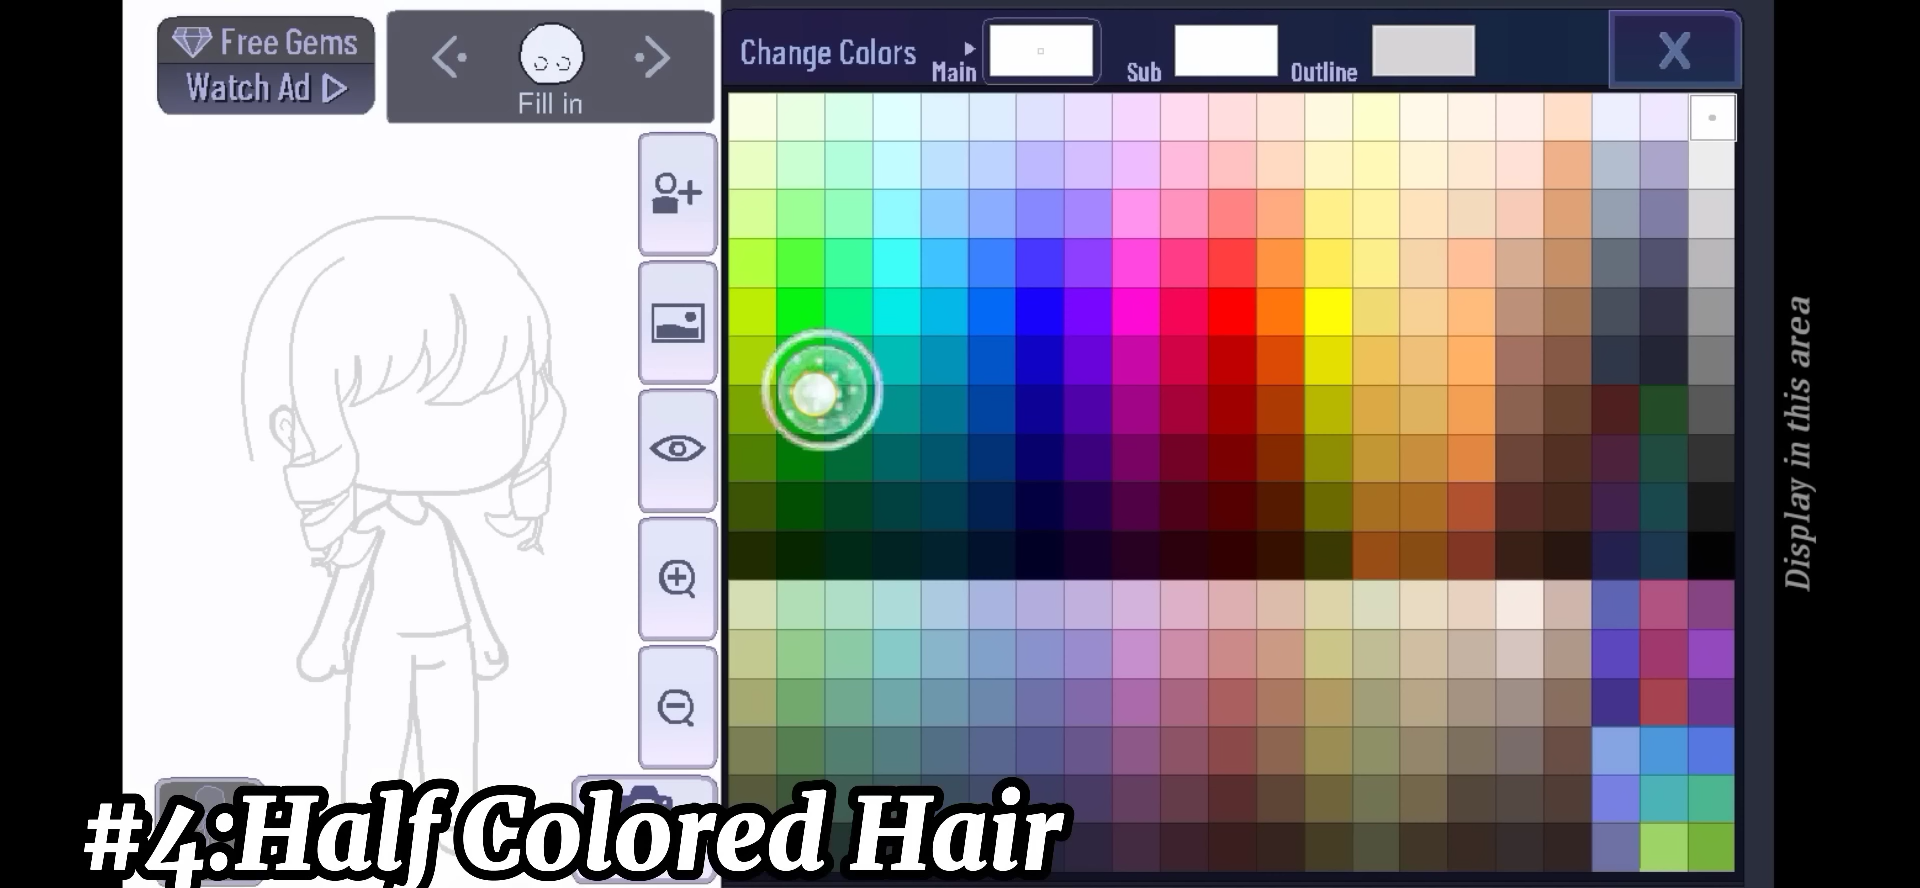 Free Gems
Watch Ad
Fill in
Change Colors
Main
Sub
Outline
X
Display in this area
#4:Half Colored Hair